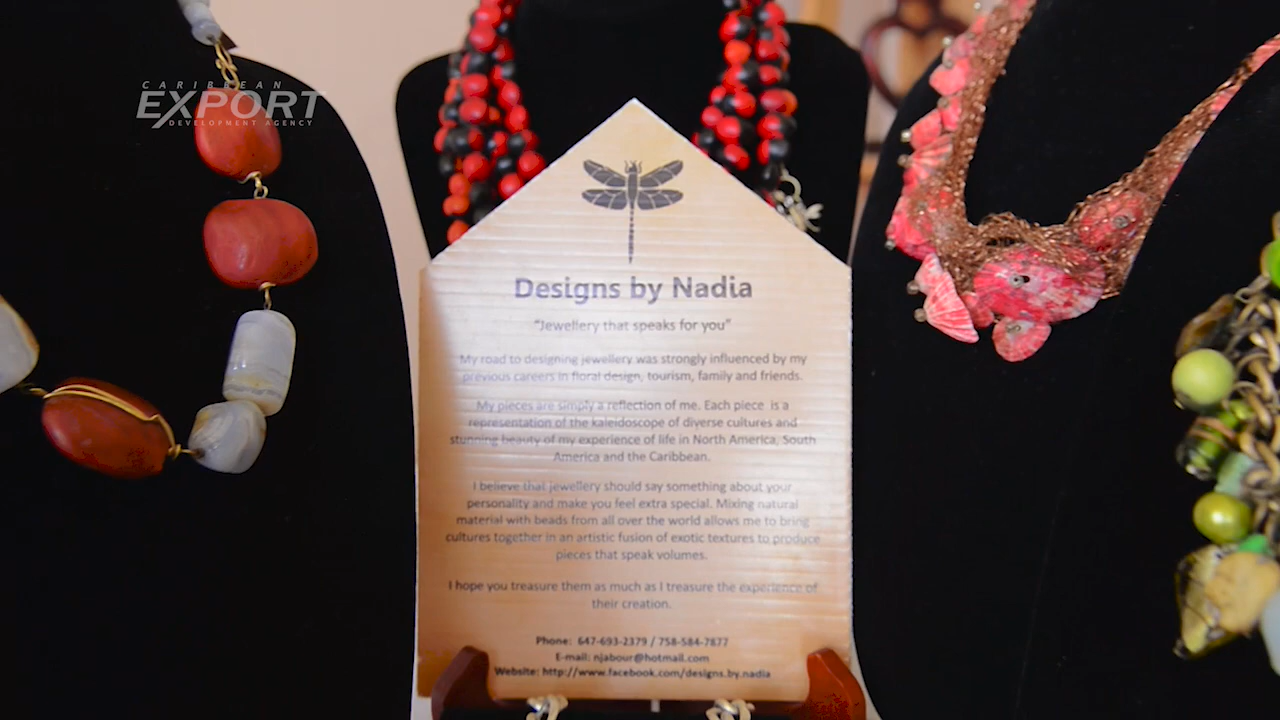 CARIBBEAN
EXPORT
DEVELOPMENT AGENCY
Designs by Nadia
"Jewellery that speaks for you"
My road to designing jewellery was strongly influenced by my
previous careers in floral design, tourism, family and friends.
My pieces are simply a reflection of me. Each piece is a
representation of the kaleidoscope of diverse cultures and
stunning beauty of my experience of life in North America, South
America and the Caribbean.
I believe that jewellery should say something about your
personality and make you feel extra special. Mixing natural
material with beads from all over the world allows me to bring
cultures together in an artistic fusion of exotic textures to produce
pieces that speak volumes.
I hope you treasure them as much as I treasure the experience of
their creation.
Phone: 647-693-2379 / 758-584-7877
E-mail: njabour@hotmail.com
Website: http://www.facebook.com/designs.by.nadia